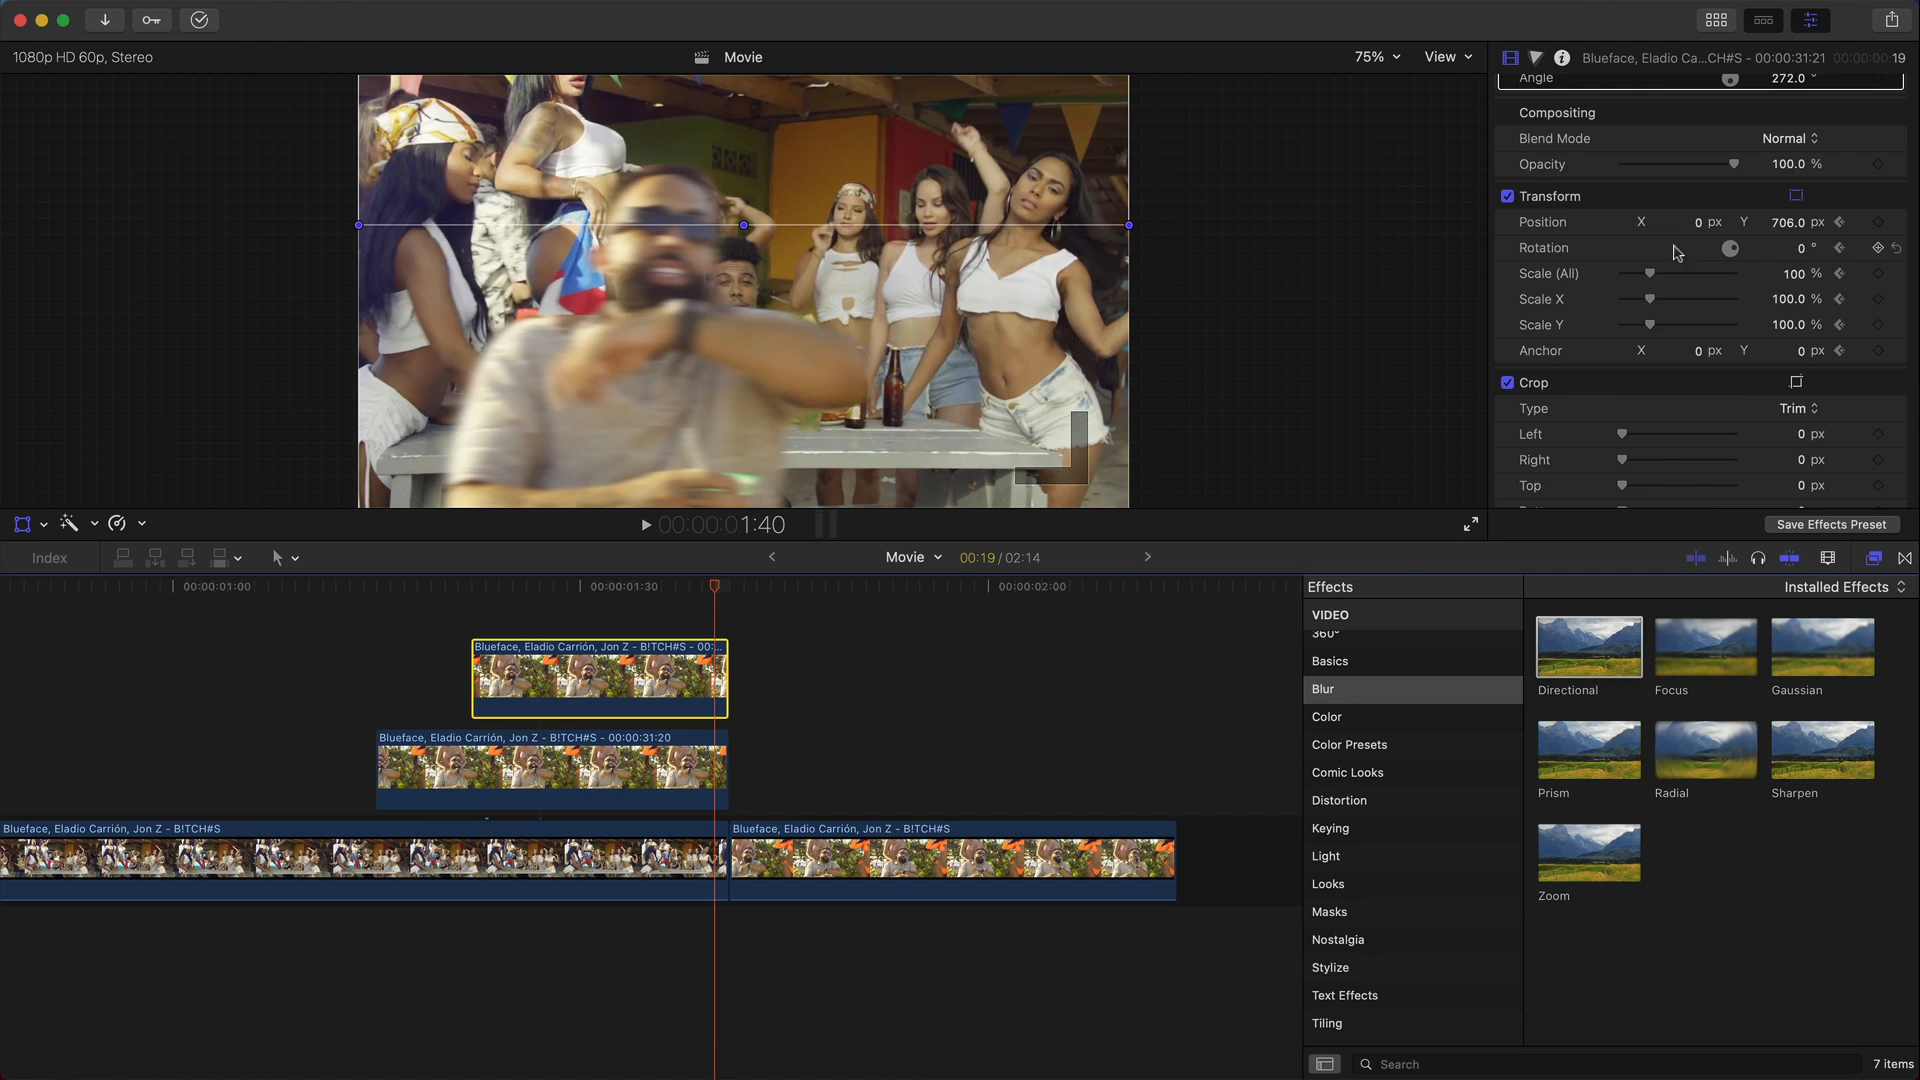 1080p HD 60p, Stereo
Movie
75%
View
Blueface, Eladio Ca...CH#S - 00:00:31:21
00:00:00:19
Angle
272.0 °
Compositing
Blend Mode
Normal
Opacity
100.0 %
Transform
Position
X
0 px
Y
706.0 px
Rotation
0 °
Scale (All)
100 %
Scale X
100.0 %
Scale Y
100.0 %
Anchor
X
0 px
Y
0 px
Crop
Type
Trim
Left
0 px
Right
0 px
Top
0 px
Save Effects Preset
00:00:01:40
Index
Movie
00:19 / 02:14
00:00:01:00
00:00:01:30
00:00:02:00
Blueface, Eladio Carrión, Jon Z - B!TCH#S - 00:...
Blueface, Eladio Carrión, Jon Z - B!TCH#S - 00:00:31:20
Blueface, Eladio Carrión, Jon Z - B!TCH#S
Blueface, Eladio Carrión, Jon Z - B!TCH#S
Effects
Installed Effects
VIDEO
360°
Basics
Blur
Color
Color Presets
Comic Looks
Distortion
Keying
Light
Looks
Masks
Nostalgia
Stylize
Text Effects
Tiling
Directional
Focus
Gaussian
Prism
Radial
Sharpen
Zoom
Search
7 items